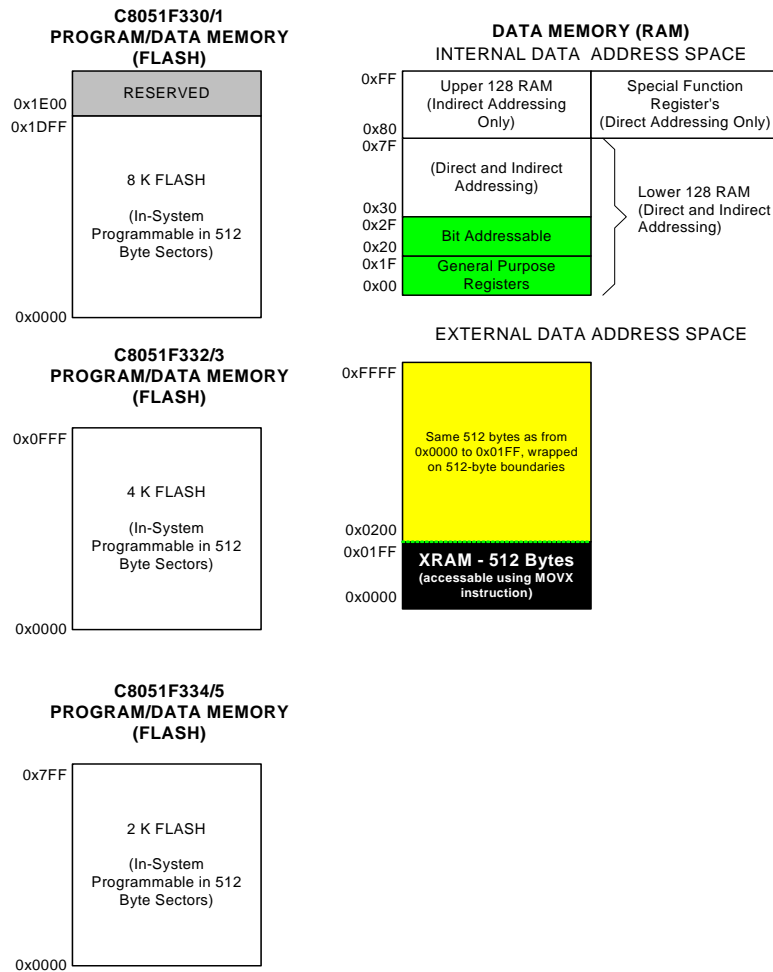 C8051F330/1
PROGRAM/DATA MEMORY
(FLASH)
RESERVED
0x1E00
0x1DFF
8 K FLASH
(In-System
Programmable in 512
Byte Sectors)
0x0000
C8051F332/3
PROGRAM/DATA MEMORY
(FLASH)
0x0FFF
4 K FLASH
(In-System
Programmable in 512
Byte Sectors)
0x0000
C8051F334/5
PROGRAM/DATA MEMORY
(FLASH)
0x7FF
2 K FLASH
(In-System
Programmable in 512
Byte Sectors)
0x0000
DATA MEMORY (RAM)
INTERNAL DATA ADDRESS SPACE
0xFF
Upper 128 RAM
(Indirect Addressing
Only)
Special Function
Register's
(Direct Addressing Only)
0x80
0x7F
(Direct and Indirect
Addressing)
Lower 128 RAM
(Direct and Indirect
Addressing)
0x30
0x2F
Bit Addressable
0x20
0x1F
General Purpose
Registers
0x00
EXTERNAL DATA ADDRESS SPACE
0xFFFF
Same 512 bytes as from
0x0000 to 0x01FF, wrapped
on 512-byte boundaries
0x0200
0x01FF
XRAM - 512 Bytes
(accessable using MOVX
instruction)
0x0000